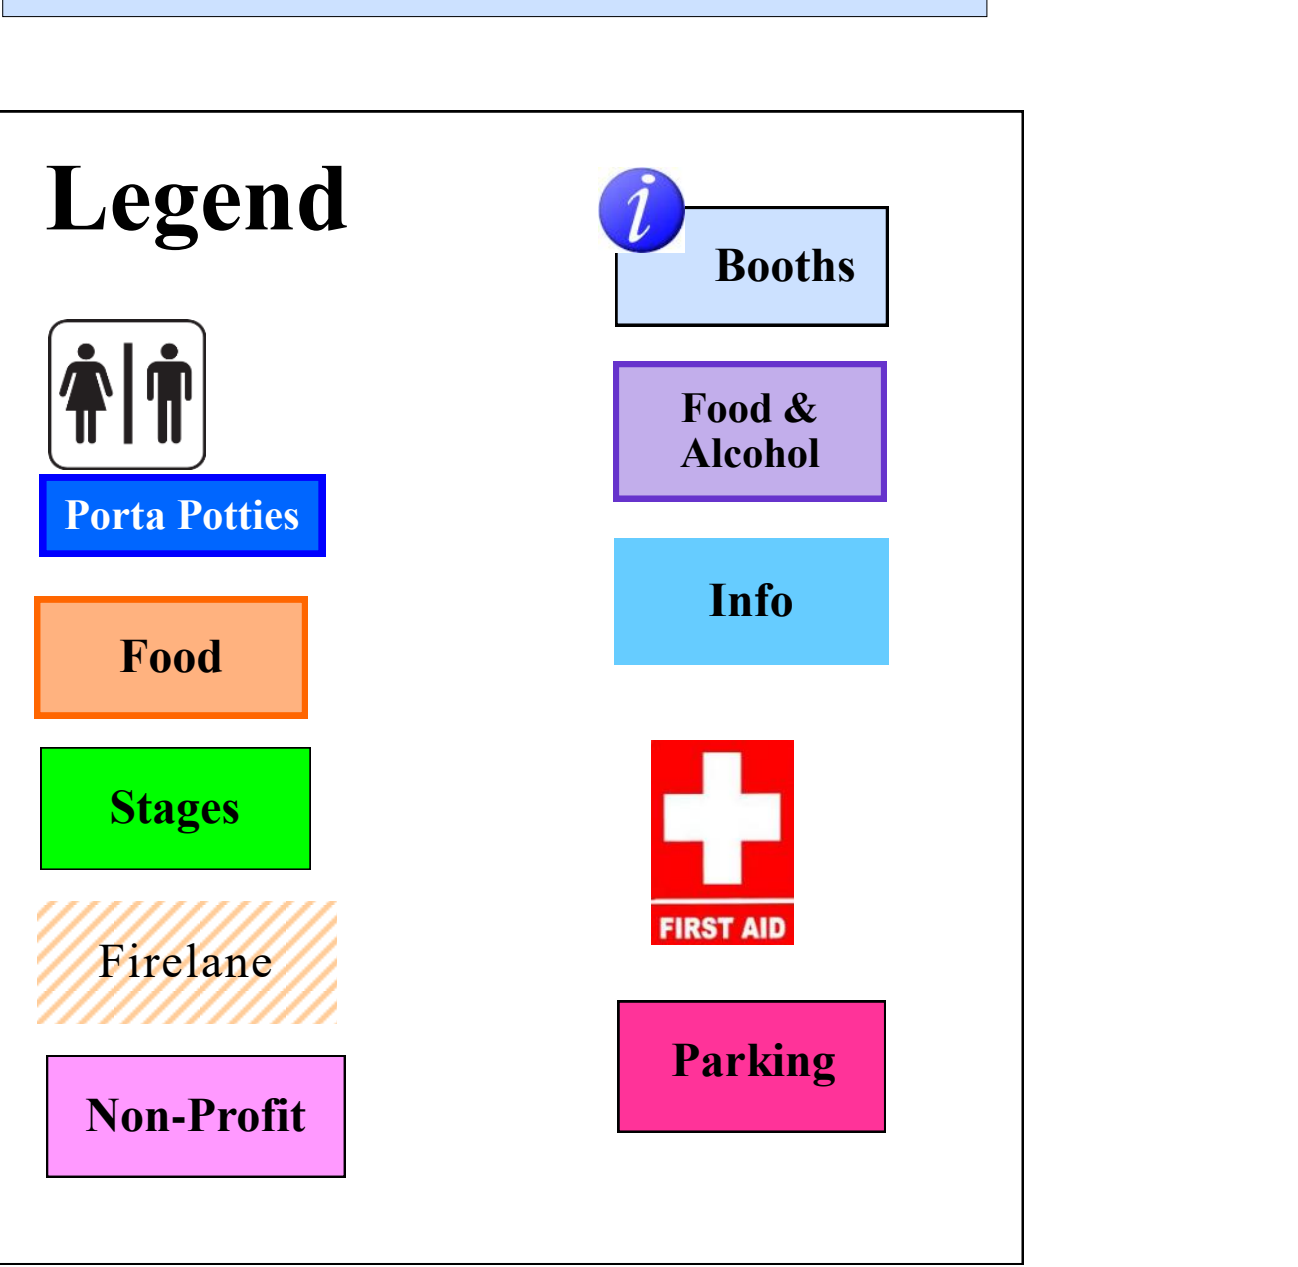 Legend
Porta Potties
Food
Stages
Firelane
Non-Profit
i
Booths
Food &
Alcohol
Info
FIRST AID
Parking